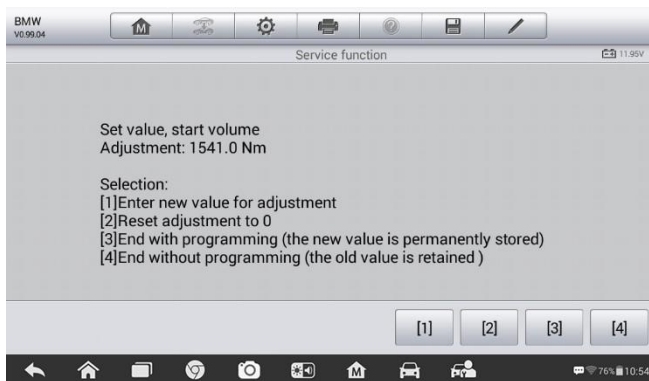 BMW
V0.99.04
Service function
11.95V
Set value, start volume
Adjustment: 1541.0 Nm
Selection:
[1]Enter new value for adjustment
[2]Reset adjustment to 0
[3]End with programming (the new value is permanently stored)
[4]End without programming (the old value is retained )
[1] [2] [3] [4]
76% 10:54